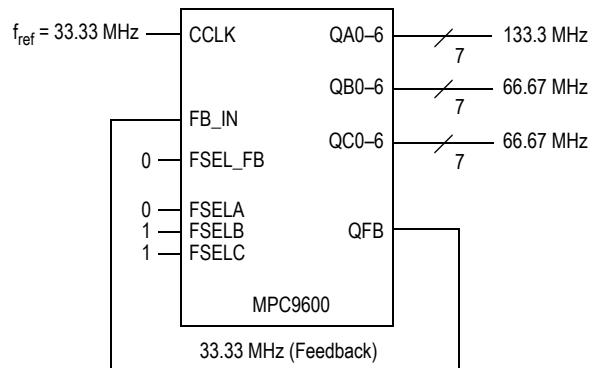 f_ref = 33.33 MHz
CCLK
QA0–6
7
133.3 MHz
QB0–6
7
66.67 MHz
FB_IN
QC0–6
7
66.67 MHz
0
FSEL_FB
0
FSELA
1
FSELB
QFB
1
FSELC
MPC9600
33.33 MHz (Feedback)